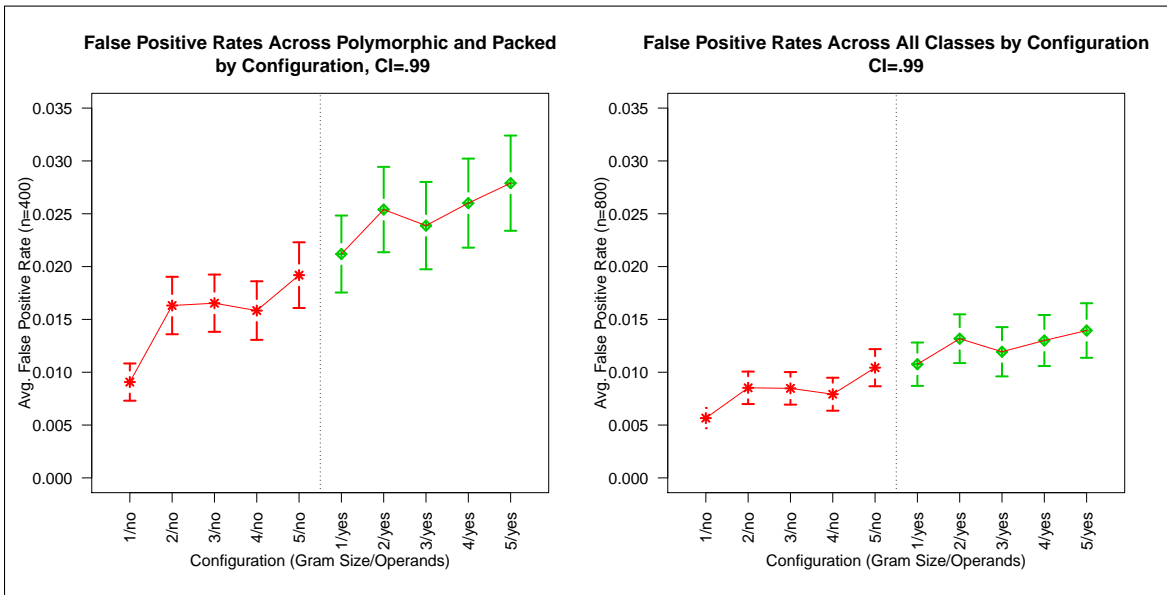 False Positive Rates Across Polymorphic and Packed
by Configuration, CI=.99
Avg. False Positive Rate (n=400)
0.035
0.030
0.025
0.020
0.015
0.010
0.005
0.000
1/no
2/no
3/no
4/no
5/no
1/yes
2/yes
3/yes
4/yes
5/yes
Configuration (Gram Size/Operands)
False Positive Rates Across All Classes by Configuration
CI=.99
Avg. False Positive Rate (n=800)
0.035
0.030
0.025
0.020
0.015
0.010
0.005
0.000
1/no
2/no
3/no
4/no
5/no
1/yes
2/yes
3/yes
4/yes
5/yes
Configuration (Gram Size/Operands)